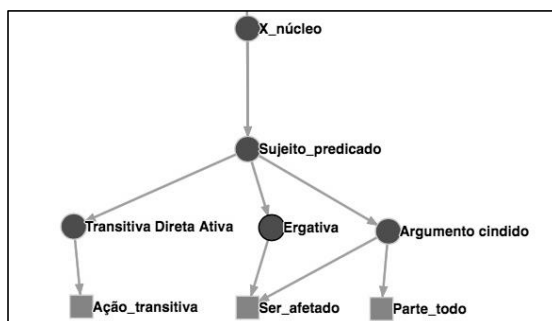 X_núcleo
Sujeito_predicado
Transitiva Direta Ativa
Ergativa
Argumento cindido
Ação_transitiva
Ser_afetado
Parte_todo